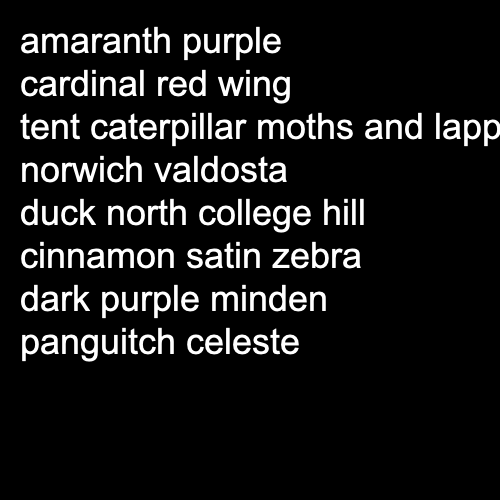 amaranth purple
cardinal red wing
tent caterpillar moths and lapp
norwich valdosta
duck north college hill
cinnamon satin zebra
dark purple minden
panguitch celeste